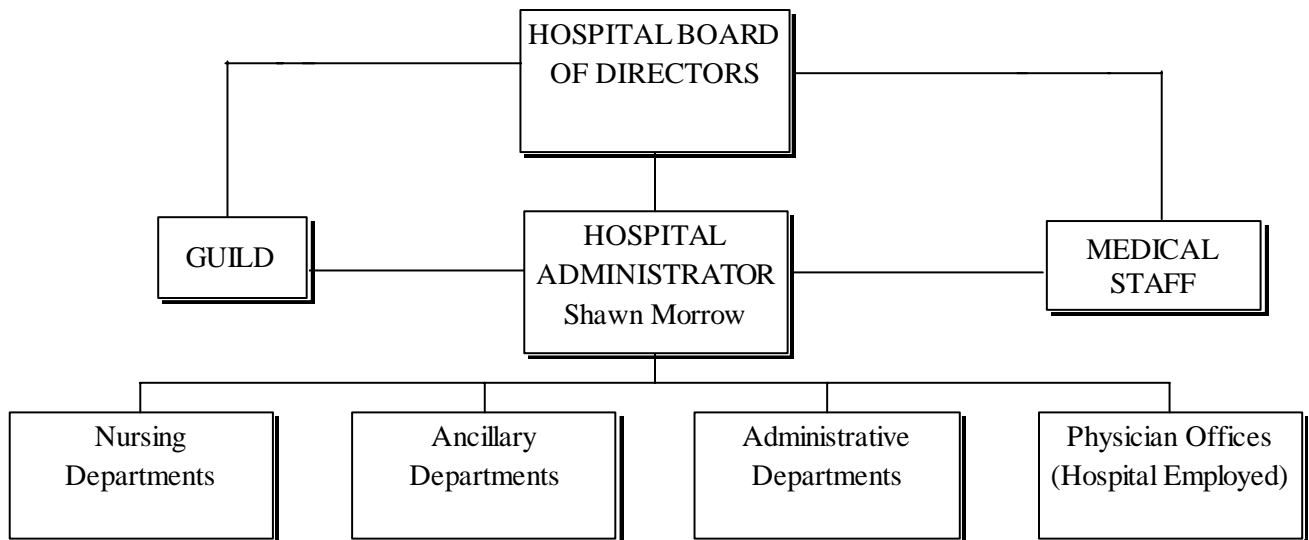 HOSPITAL BOARD
OF DIRECTORS
GUILD
HOSPITAL
ADMINISTRATOR
Shawn Morrow
MEDICAL
STAFF
Nursing
Departments
Ancillary
Departments
Administrative
Departments
Physician Offices
(Hospital Employed)